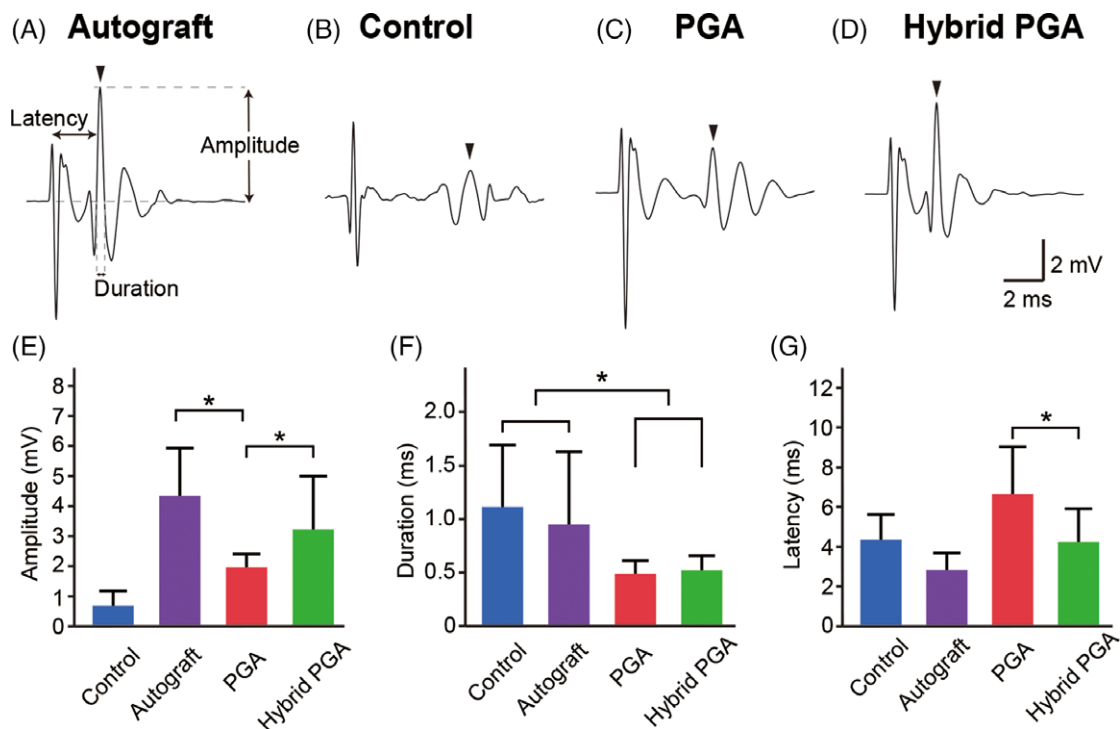 (A) Autograft
(B) Control
(C) PGA
(D) Hybrid PGA
Latency
Amplitude
Duration
2 mV
2 ms
(E)
Amplitude (mV)
8
7
6
5
4
3
2
1
0
*
*
Control
Autograft
PGA
Hybrid PGA
(F)
Duration (ms)
2.0
1.5
1.0
0.5
0
*
Control
Autograft
PGA
Hybrid PGA
(G)
Latency (ms)
12
10
8
6
4
2
0
*
Control
Autograft
PGA
Hybrid PGA